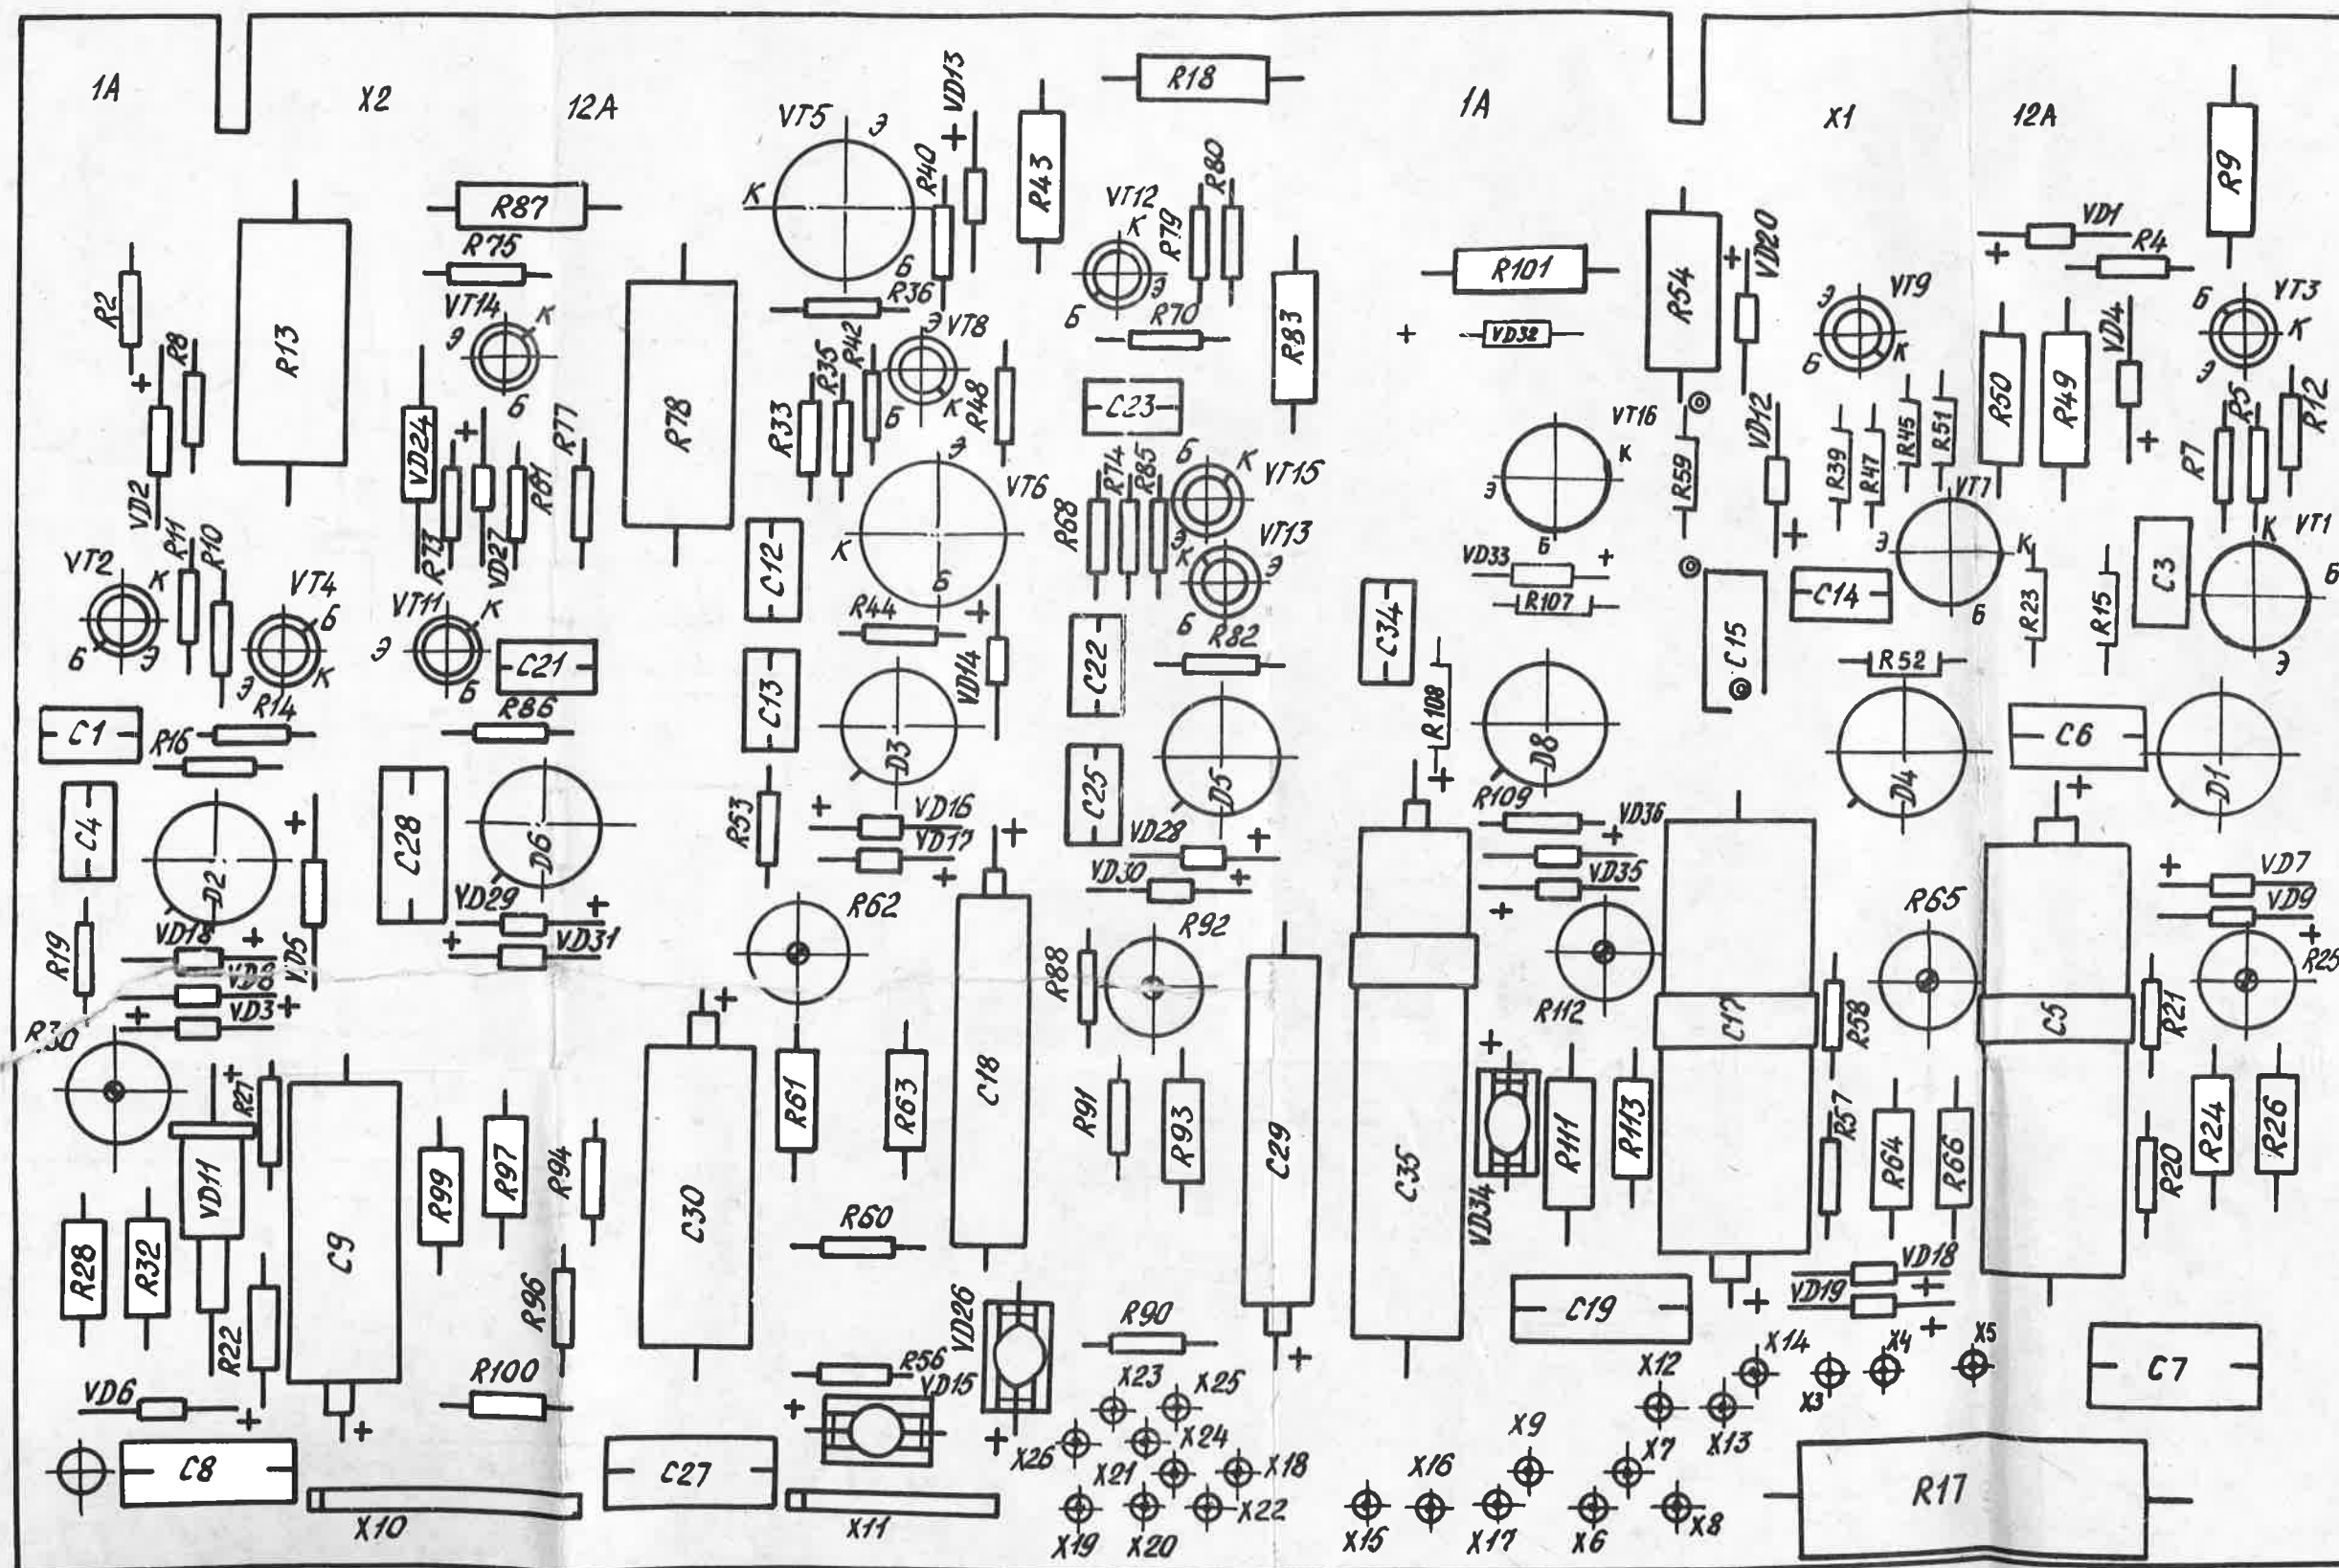 1A
X2
12A
VT5
Э
К
Б
VD13
+
R40
R43
R18
1A
X1
12A
R9
R87
R75
VT14
Э
К
Б
R36
VT12
К
Э
Б
R79
R80
R70
R83
R101
+
VD32
R54
+
VD20
VT9
Э
Б
К
+
VD1
R4
VT3
Б
К
Э
R2
+
R8
VD2
R13
VD24
+
R73
VD27
R77
R78
R33
R35
R42
Э
VT8
Б
К
R48
C23
VT16
К
Э
Б
R59
VD12
+
R39
R47
R45
R51
R50
R49
VD4
+
R7
R5
R12
VT2
К
Б
Э
R11
R10
VT4
Б
К
Э
R14
VT11
К
Э
Б
C21
R86
C12
Э
VT6
К
Б
R44
+
VD14
C13
R68
R74
R85
Б
К
VT15
Э
К
VT13
Э
Б
R82
C22
C34
VD33
+
R107
C15
C14
VT7
Э
К
Б
R52
R23
R15
C3
К
VT1
Б
Э
C1
R16
C4
D2
+
VD5
C28
D6
R53
D3
+
VD16
VD17
+
C25
D5
VD28
+
VD30
+
R108
+
D8
R109
VD36
+
VD35
+
D4
C6
+
D1
+
VD7
VD9
+
R19
VD18
+
VD8
+
VD3
+
R30
VD29
+
+
VD31
R62
+
R92
R88
R112
R65
R25
+
R27
VD11
C9
+
R99
R97
R94
+
C30
R61
R63
C18
R91
R93
C29
+
C35
+
VD34
R111
R113
C17
+
R58
R57
R64
R66
C5
R21
R20
R24
R26
R28
R32
R22
R96
R60
VD26
+
R90
C19
VD18
+
VD19
+
VD6
+
R100
R56
VD15
+
X23
X25
X26
X24
X21
X18
X22
X19
X20
X14
X4
X5
X12
X3
X13
X9
X7
X16
X15
X17
X6
X8
C7
C8
X10
C27
X11
R17